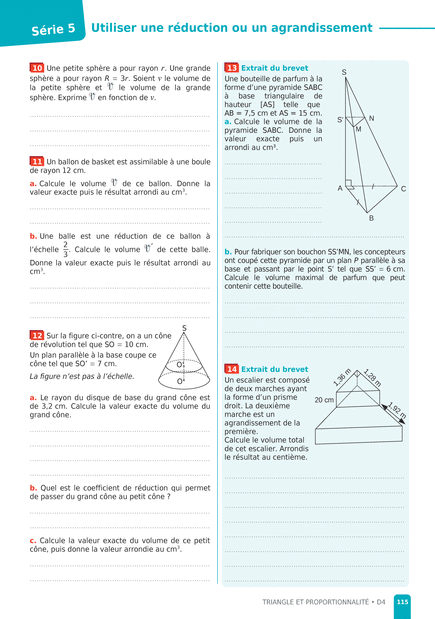 Série 5
Utiliser une réduction ou un agrandissement
10 Une petite sphère a pour rayon r. Une grande
sphère a pour rayon R = 3r. Soient v le volume de
la petite sphère et 𝒱 le volume de la grande
sphère. Exprime 𝒱 en fonction de v.
11 Un ballon de basket est assimilable à une boule
de rayon 12 cm.
a. Calcule le volume 𝒱 de ce ballon. Donne la
valeur exacte puis le résultat arrondi au cm³.
b. Une balle est une réduction de ce ballon à
l'échelle 2/3. Calcule le volume 𝒱' de cette balle.
Donne la valeur exacte puis le résultat arrondi au
cm³.
12 Sur la figure ci-contre, on a un cône
de révolution tel que SO = 10 cm.
Un plan parallèle à la base coupe ce
cône tel que SO' = 7 cm.
La figure n'est pas à l'échelle.
S
O'
O
a. Le rayon du disque de base du grand cône est
de 3,2 cm. Calcule la valeur exacte du volume du
grand cône.
b. Quel est le coefficient de réduction qui permet
de passer du grand cône au petit cône ?
c. Calcule la valeur exacte du volume de ce petit
cône, puis donne la valeur arrondie au cm³.
13 Extrait du brevet
Une bouteille de parfum à la
forme d'une pyramide SABC
à base triangulaire de
hauteur [AS] telle que
AB = 7,5 cm et AS = 15 cm.
a. Calcule le volume de la
pyramide SABC. Donne la
valeur exacte puis un
arrondi au cm³.
S
S'
N
M
A
C
B
b. Pour fabriquer son bouchon SS'MN, les concepteurs
ont coupé cette pyramide par un plan P parallèle à sa
base et passant par le point S' tel que SS' = 6 cm.
Calcule le volume maximal de parfum que peut
contenir cette bouteille.
14 Extrait du brevet
Un escalier est composé
de deux marches ayant
la forme d'un prisme
droit. La deuxième
marche est un
agrandissement de la
première.
Calcule le volume total
de cet escalier. Arrondis
le résultat au centième.
1,36 m
1,28 m
20 cm
1,92 m
TRIANGLE ET PROPORTIONNALITÉ • D4
115